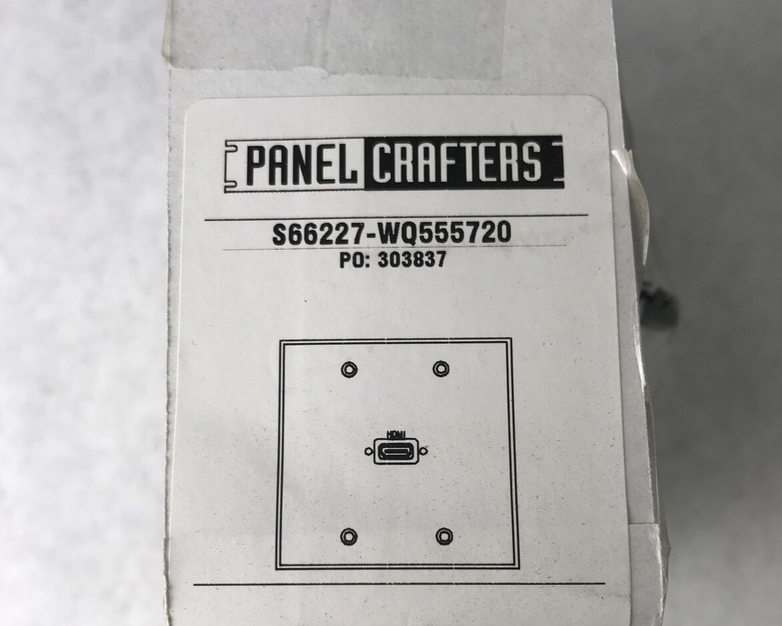 PANEL CRAFTERS
S66227-WQ555720
PO: 303837
HDMI